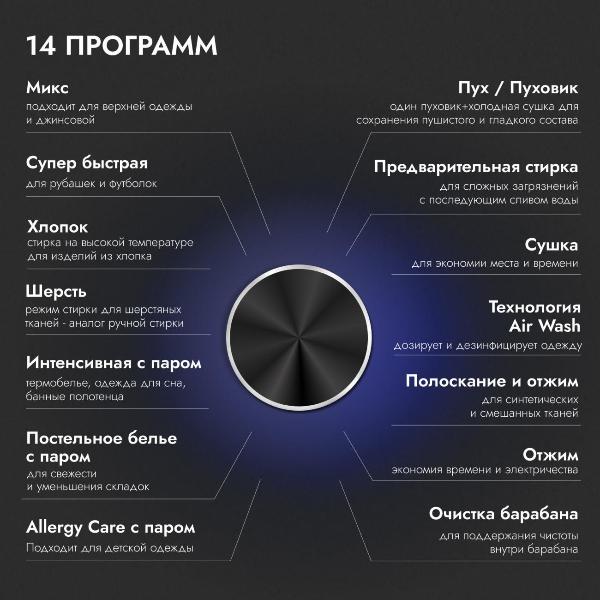 14 ПРОГРАММ
Микс
подходит для верхней одежды
и джинсовой
Супер быстрая
для рубашек и футболок
Хлопок
стирка на высокой температуре
для изделий из хлопка
Шерсть
режим стирки для шерстяных
тканей - аналог ручной стирки
Интенсивная с паром
термобелье, одежда для сна,
банные полотенца
Постельное белье
с паром
для свежести
и уменьшения складок
Allergy Care с паром
Подходит для детской одежды
Пух / Пуховик
один пуховик+холодная сушка для
сохранения пушистого и гладкого состава
Предварительная стирка
для сложных загрязнений
с последующим сливом воды
Сушка
для экономии места и времени
Технология
Air Wash
дозирует и дезинфицирует одежду
Полоскание и отжим
для синтетических
и смешанных тканей
Отжим
экономия времени и электричества
Очистка барабана
для поддержания чистоты
внутри барабана